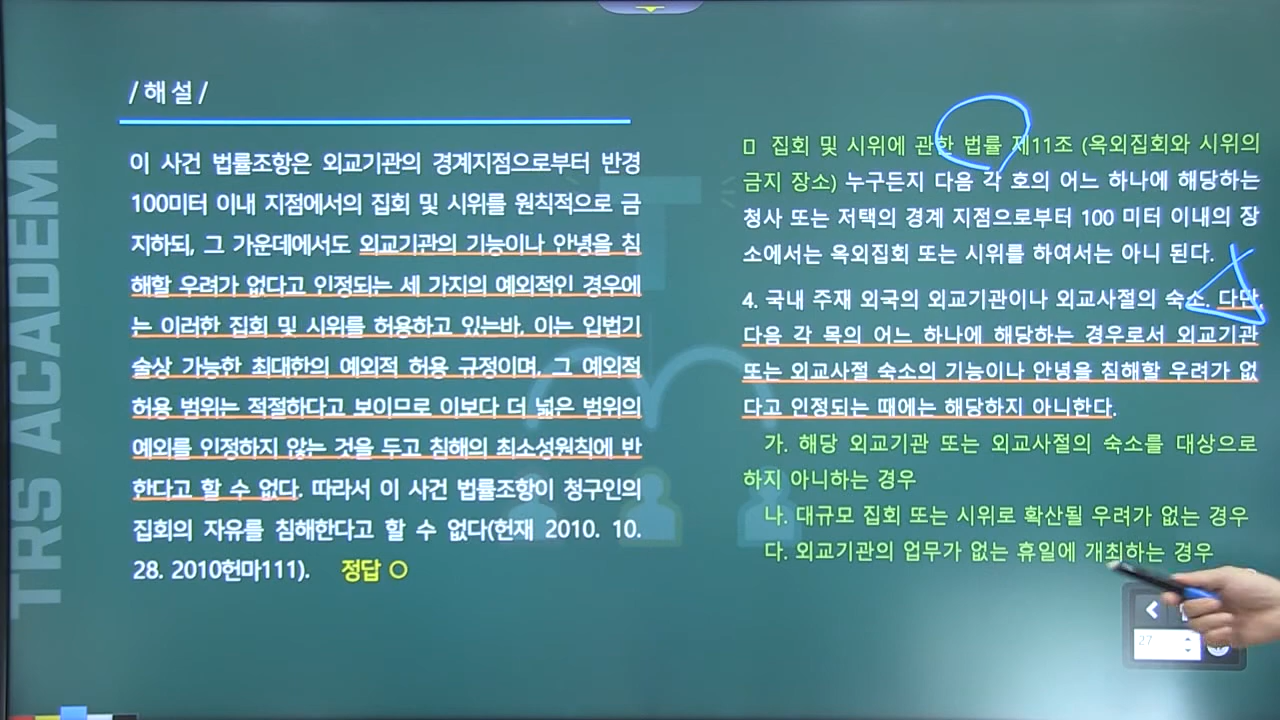 /해설/
이 사건 법률조항은 외교기관의 경계지점으로부터 반경
100미터 이내 지점에서의 집회 및 시위를 원칙적으로 금
지하되, 그 가운데에서도 외교기관의 기능이나 안녕을 침
해할 우려가 없다고 인정되는 세 가지의 예외적인 경우에
는 이러한 집회 및 시위를 허용하고 있는바, 이는 입법기
술상 가능한 최대한의 예외적 허용 규정이며, 그 예외적
허용 범위는 적절하다고 보이므로 이보다 더 넓은 범위의
예외를 인정하지 않는 것을 두고 침해의 최소성원칙에 반
한다고 할 수 없다. 따라서 이 사건 법률조항이 청구인의
집회의 자유를 침해한다고 할 수 없다(헌재 2010. 10.
28. 2010헌마111). 정답 ○
□ 집회 및 시위에 관한 법률 제11조 (옥외집회와 시위의
금지 장소) 누구든지 다음 각 호의 어느 하나에 해당하는
청사 또는 저택의 경계 지점으로부터 100 미터 이내의 장
소에서는 옥외집회 또는 시위를 하여서는 아니 된다.
4. 국내 주재 외국의 외교기관이나 외교사절의 숙소. 다만,
다음 각 목의 어느 하나에 해당하는 경우로서 외교기관
또는 외교사절 숙소의 기능이나 안녕을 침해할 우려가 없
다고 인정되는 때에는 해당하지 아니한다.
가. 해당 외교기관 또는 외교사절의 숙소를 대상으로
하지 아니하는 경우
나. 대규모 집회 또는 시위로 확산될 우려가 없는 경우
다. 외교기관의 업무가 없는 휴일에 개최하는 경우
27
TRS ACADEMY